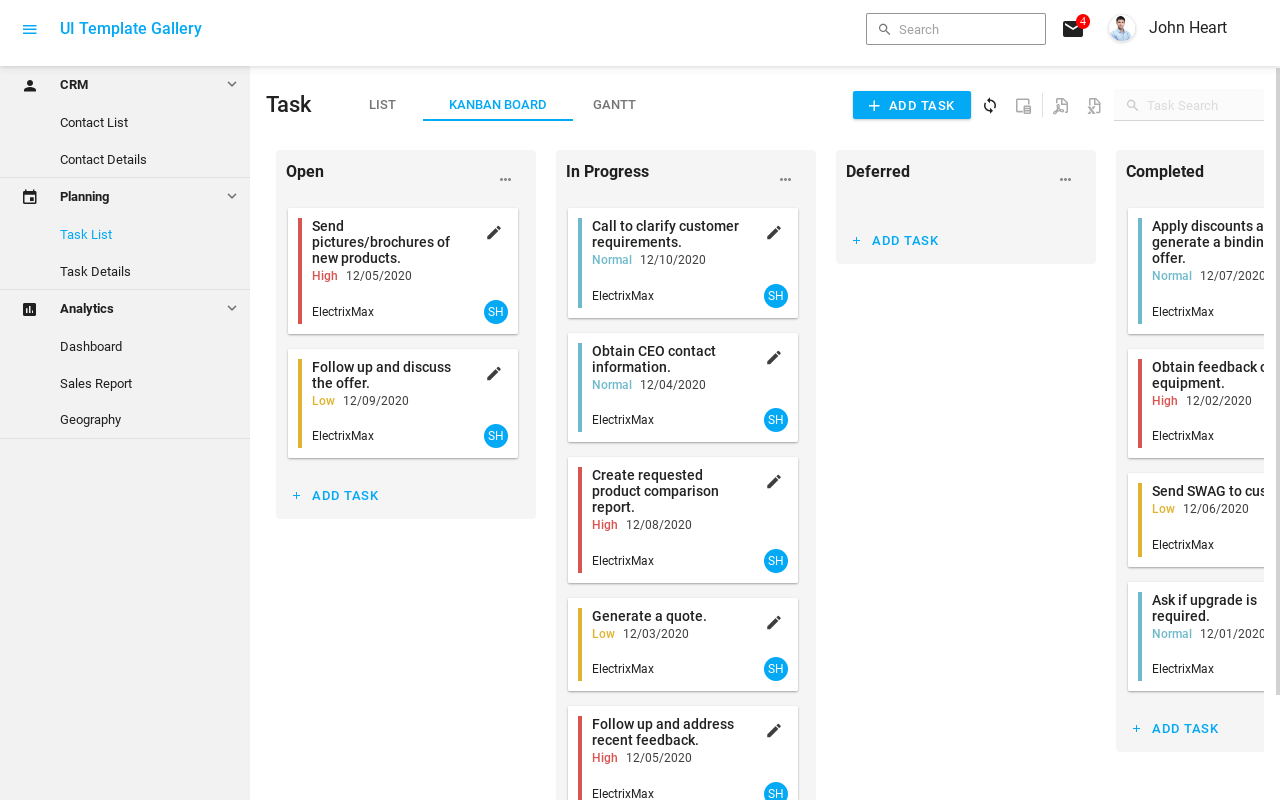 UI Template Gallery
Search
4
John Heart
CRM
Contact List
Contact Details
Planning
Task List
Task Details
Analytics
Dashboard
Sales Report
Geography
Task
LIST
KANBAN BOARD
GANTT
ADD TASK
Task Search
Open
Send
pictures/brochures of
new products.
High 12/05/2020
ElectrixMax
SH
Follow up and discuss
the offer.
Low 12/09/2020
ElectrixMax
SH
ADD TASK
In Progress
Call to clarify customer
requirements.
Normal 12/10/2020
ElectrixMax
SH
Obtain CEO contact
information.
Normal 12/04/2020
ElectrixMax
SH
Create requested
product comparison
report.
High 12/08/2020
ElectrixMax
SH
Generate a quote.
Low 12/03/2020
ElectrixMax
SH
Follow up and address
recent feedback.
High 12/05/2020
ElectrixMax
SH
Deferred
ADD TASK
Completed
Apply discounts
generate a
offer.
Normal 12/07/2020
ElectrixMax
Obtain feedback
equipment.
High 12/02/2020
ElectrixMax
Send SWAG to
Low 12/06/2020
ElectrixMax
Ask if upgrade is
required.
Normal 12/01/2020
ElectrixMax
ADD TASK